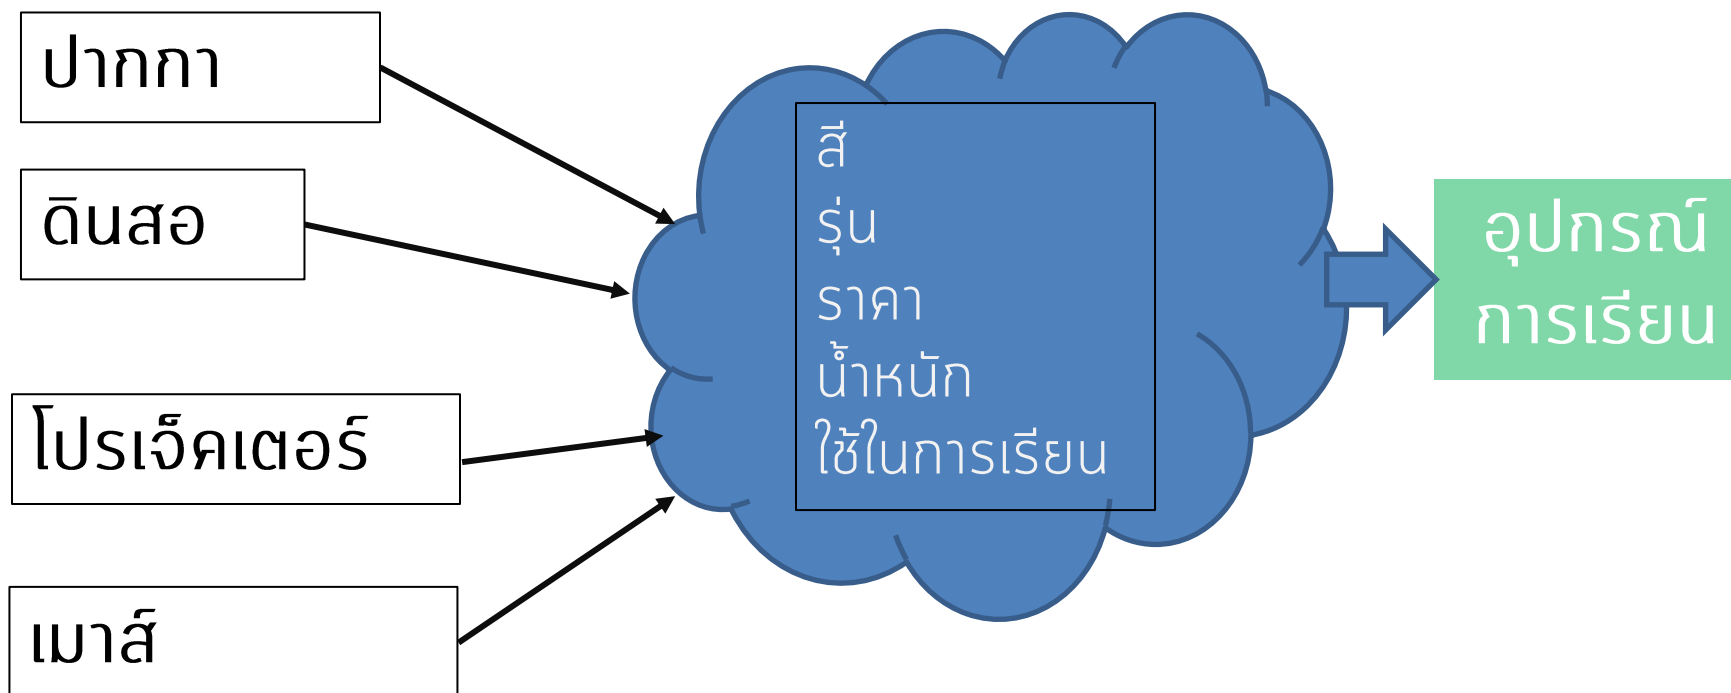 ปากกา
ดินสอ
โปรเจ็คเตอร์
เมาส์
สี
รุ่น
ราคา
น้ำหนัก
ใช้ในการเรียน
อุปกรณ์
การเรียน